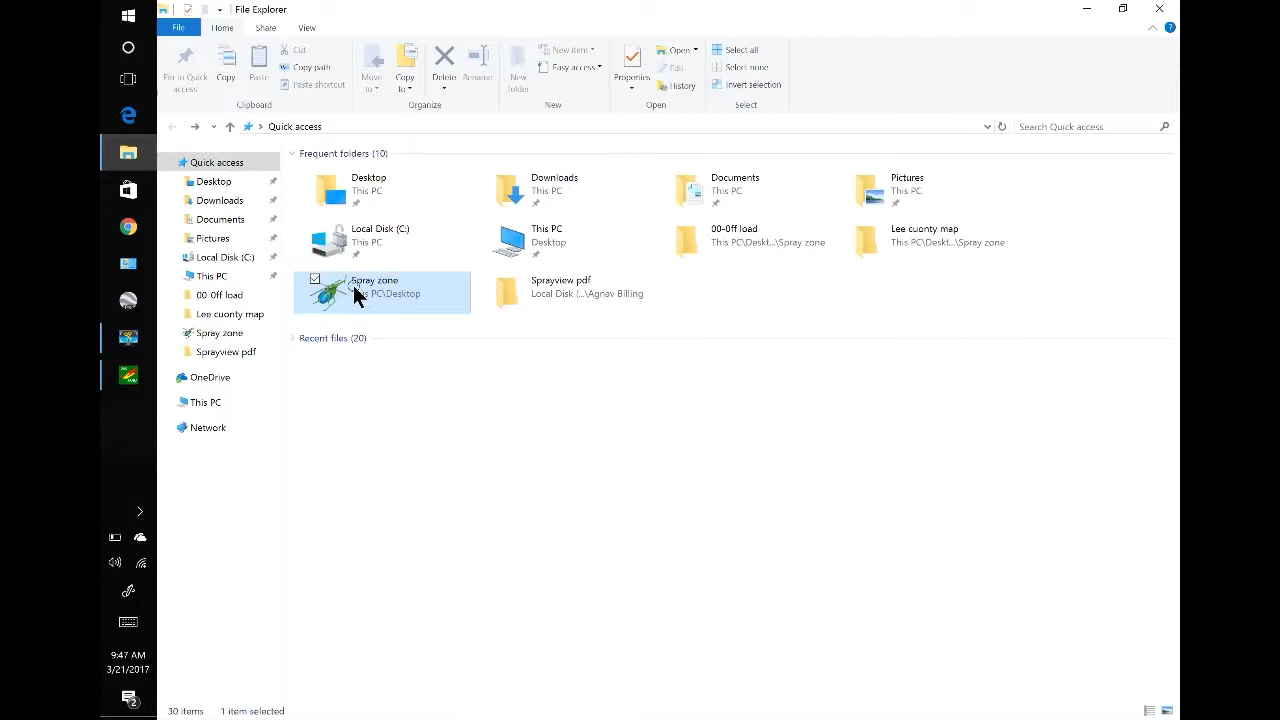 File Explorer
File Home Share View
Pin to Quick access
Copy
Paste
Cut
Copy path
Paste shortcut
Clipboard
Move to
Copy to
Delete
Rename
Organize
New folder
New item
Easy access
New
Properties
Open
Edit
History
Open
Select all
Select none
Invert selection
Select
Quick access
Search Quick access
Quick access
Desktop
Downloads
Documents
Pictures
Local Disk (C:)
This PC
00-0ff load
Lee cuonty map
Spray zone
Sprayview pdf
OneDrive
This PC
Network
Frequent folders (10)
Desktop
This PC
Downloads
This PC
Documents
This PC
Pictures
This PC
Local Disk (C:)
This PC
This PC
Desktop
00-0ff load
This PC\Deskt...\Spray zone
Lee cuonty map
This PC\Deskt...\Spray zone
Spray zone
PC\Desktop
Sprayview pdf
Local Disk (...\Agnav Billing
Recent files (20)
9:47 AM
3/21/2017
2
30 items 1 item selected